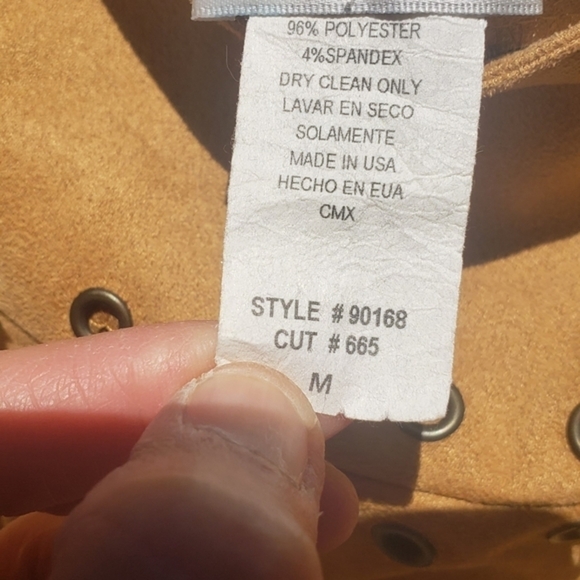 96% POLYESTER
4%SPANDEX
DRY CLEAN ONLY
LAVAR EN SECO
SOLAMENTE
MADE IN USA
HECHO EN EUA
CMX
STYLE # 90168
CUT # 665
M